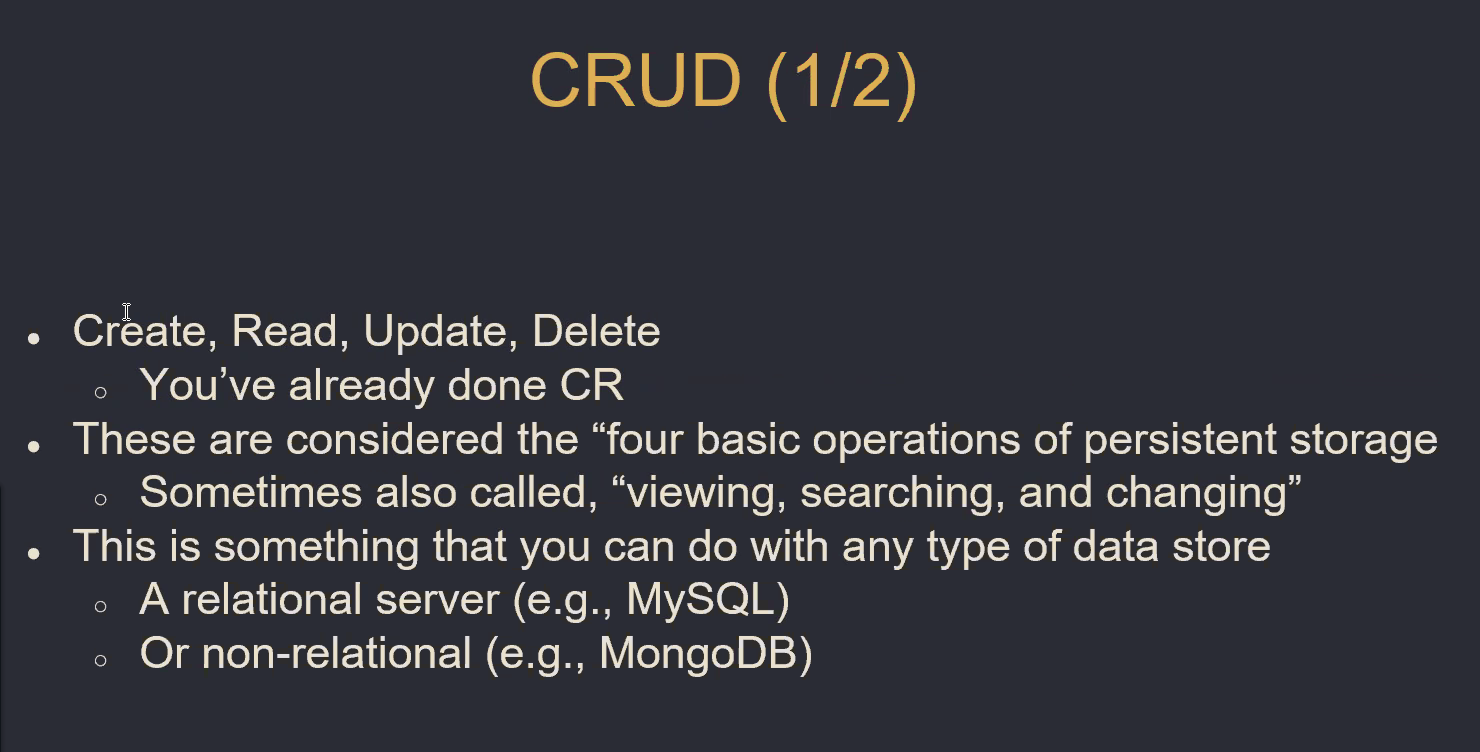 CRUD (1/2)
● Create, Read, Update, Delete
○ You’ve already done CR
● These are considered the “four basic operations of persistent storage
○ Sometimes also called, “viewing, searching, and changing”
● This is something that you can do with any type of data store
○ A relational server (e.g., MySQL)
○ Or non-relational (e.g., MongoDB)